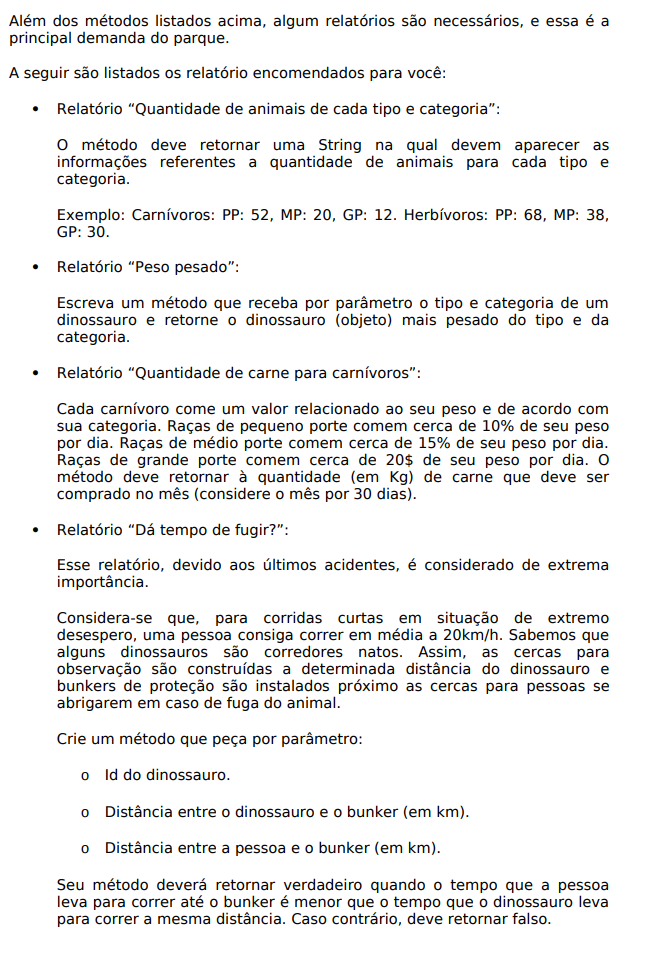 Além dos métodos listados acima, algum relatórios são necessários, e essa é a
principal demanda do parque.
A seguir são listados os relatório encomendados para você:
• Relatório “Quantidade de animais de cada tipo e categoria”:
O método deve retornar uma String na qual devem aparecer as
informações referentes a quantidade de animais para cada tipo e
categoria.
Exemplo: Carnívoros: PP: 52, MP: 20, GP: 12. Herbívoros: PP: 68, MP: 38,
GP: 30.
• Relatório “Peso pesado”:
Escreva um método que receba por parâmetro o tipo e categoria de um
dinossauro e retorne o dinossauro (objeto) mais pesado do tipo e da
categoria.
• Relatório “Quantidade de carne para carnívoros”:
Cada carnívoro come um valor relacionado ao seu peso e de acordo com
sua categoria. Raças de pequeno porte comem cerca de 10% de seu peso
por dia. Raças de médio porte comem cerca de 15% de seu peso por dia.
Raças de grande porte comem cerca de 20$ de seu peso por dia. O
método deve retornar à quantidade (em Kg) de carne que deve ser
comprado no mês (considere o mês por 30 dias).
• Relatório “Dá tempo de fugir?”:
Esse relatório, devido aos últimos acidentes, é considerado de extrema
importância.
Considera-se que, para corridas curtas em situação de extremo
desespero, uma pessoa consiga correr em média a 20km/h. Sabemos que
alguns dinossauros são corredores natos. Assim, as cercas para
observação são construídas a determinada distância do dinossauro e
bunkers de proteção são instalados próximo as cercas para pessoas se
abrigarem em caso de fuga do animal.
Crie um método que peça por parâmetro:
o Id do dinossauro.
o Distância entre o dinossauro e o bunker (em km).
o Distância entre a pessoa e o bunker (em km).
Seu método deverá retornar verdadeiro quando o tempo que a pessoa
leva para correr até o bunker é menor que o tempo que o dinossauro leva
para correr a mesma distância. Caso contrário, deve retornar falso.